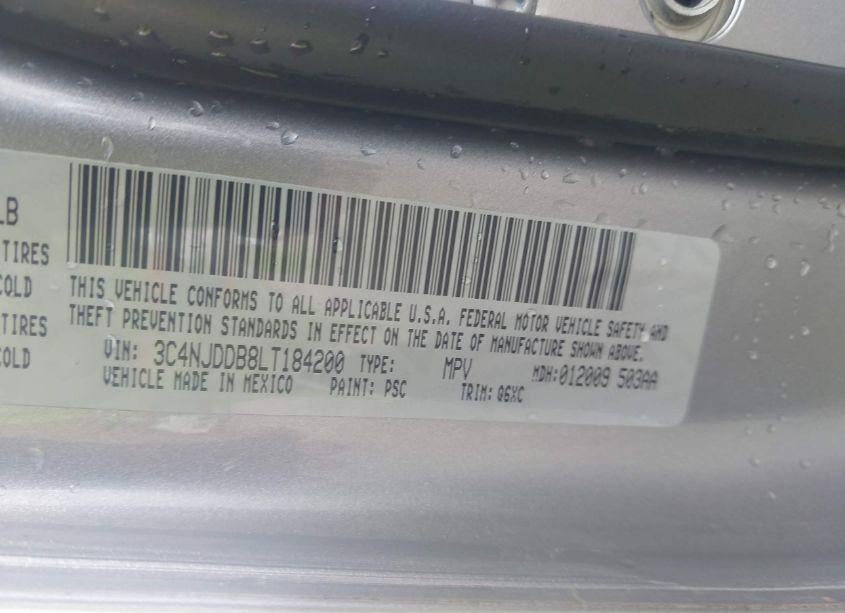 LB
TIRES
COLD
TIRES
COLD
THIS VEHICLE CONFORMS TO ALL APPLICABLE U.S.A. FEDERAL MOTOR VEHICLE SAFETY AND
THEFT PREVENTION STANDARDS IN EFFECT ON THE DATE OF MANUFACTURE SHOWN ABOVE.
VIN: 3C4NJDDB8LT184200 TYPE: MPV MDH:012009 503AA
VEHICLE MADE IN MEXICO PAINT: PSC TRIM: Q6XC